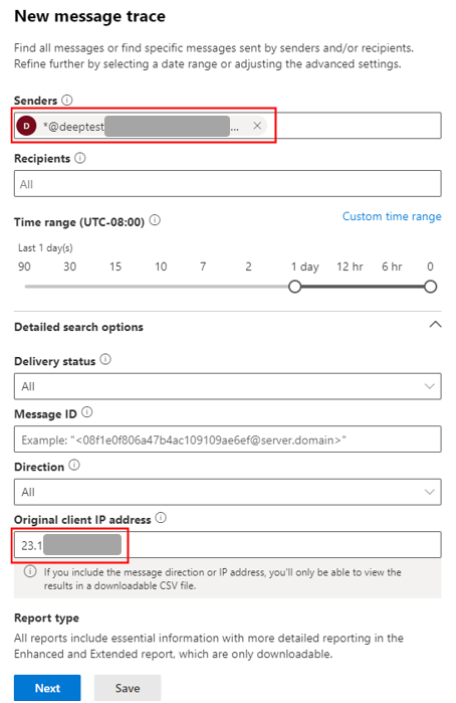 New message trace
Find all messages or find specific messages sent by senders and/or recipients.
Refine further by selecting a date range or adjusting the advanced settings.
Senders
D *@deeptest ...
Recipients
All
Time range (UTC-08:00)
Custom time range
Last 1 day(s)
90 30 15 10 7 2 1 day 12 hr 6 hr 0
Detailed search options
Delivery status
All
Message ID
Example: "<08f1e0f806a47b4ac109109ae6ef@server.domain>"
Direction
All
Original client IP address
23.1
If you include the message direction or IP address, you'll only be able to view the
results in a downloadable CSV file.
Report type
All reports include essential information with more detailed reporting in the
Enhanced and Extended report, which are only downloadable.
Next Save